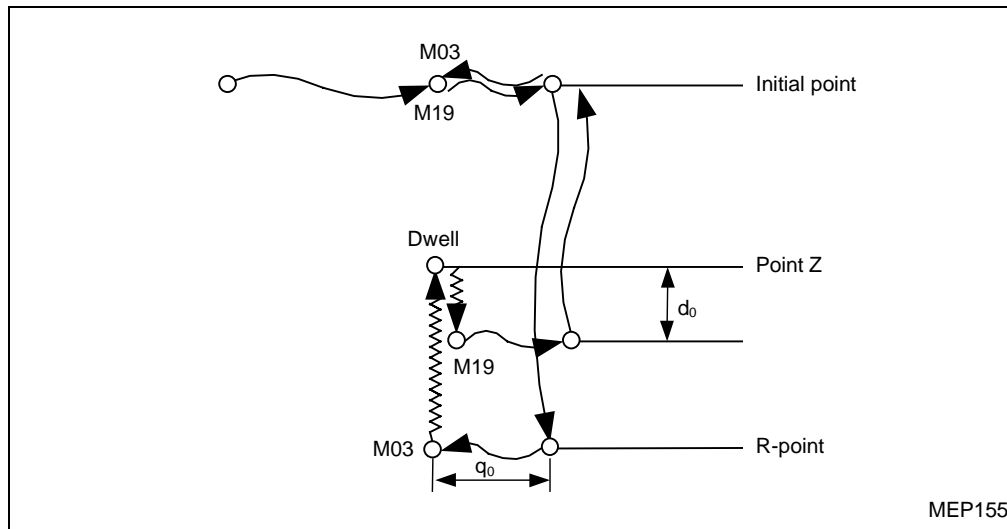 M03
Initial point
M19
Dwell
Point Z
d₀
M19
M03
R-point
q₀
MEP155